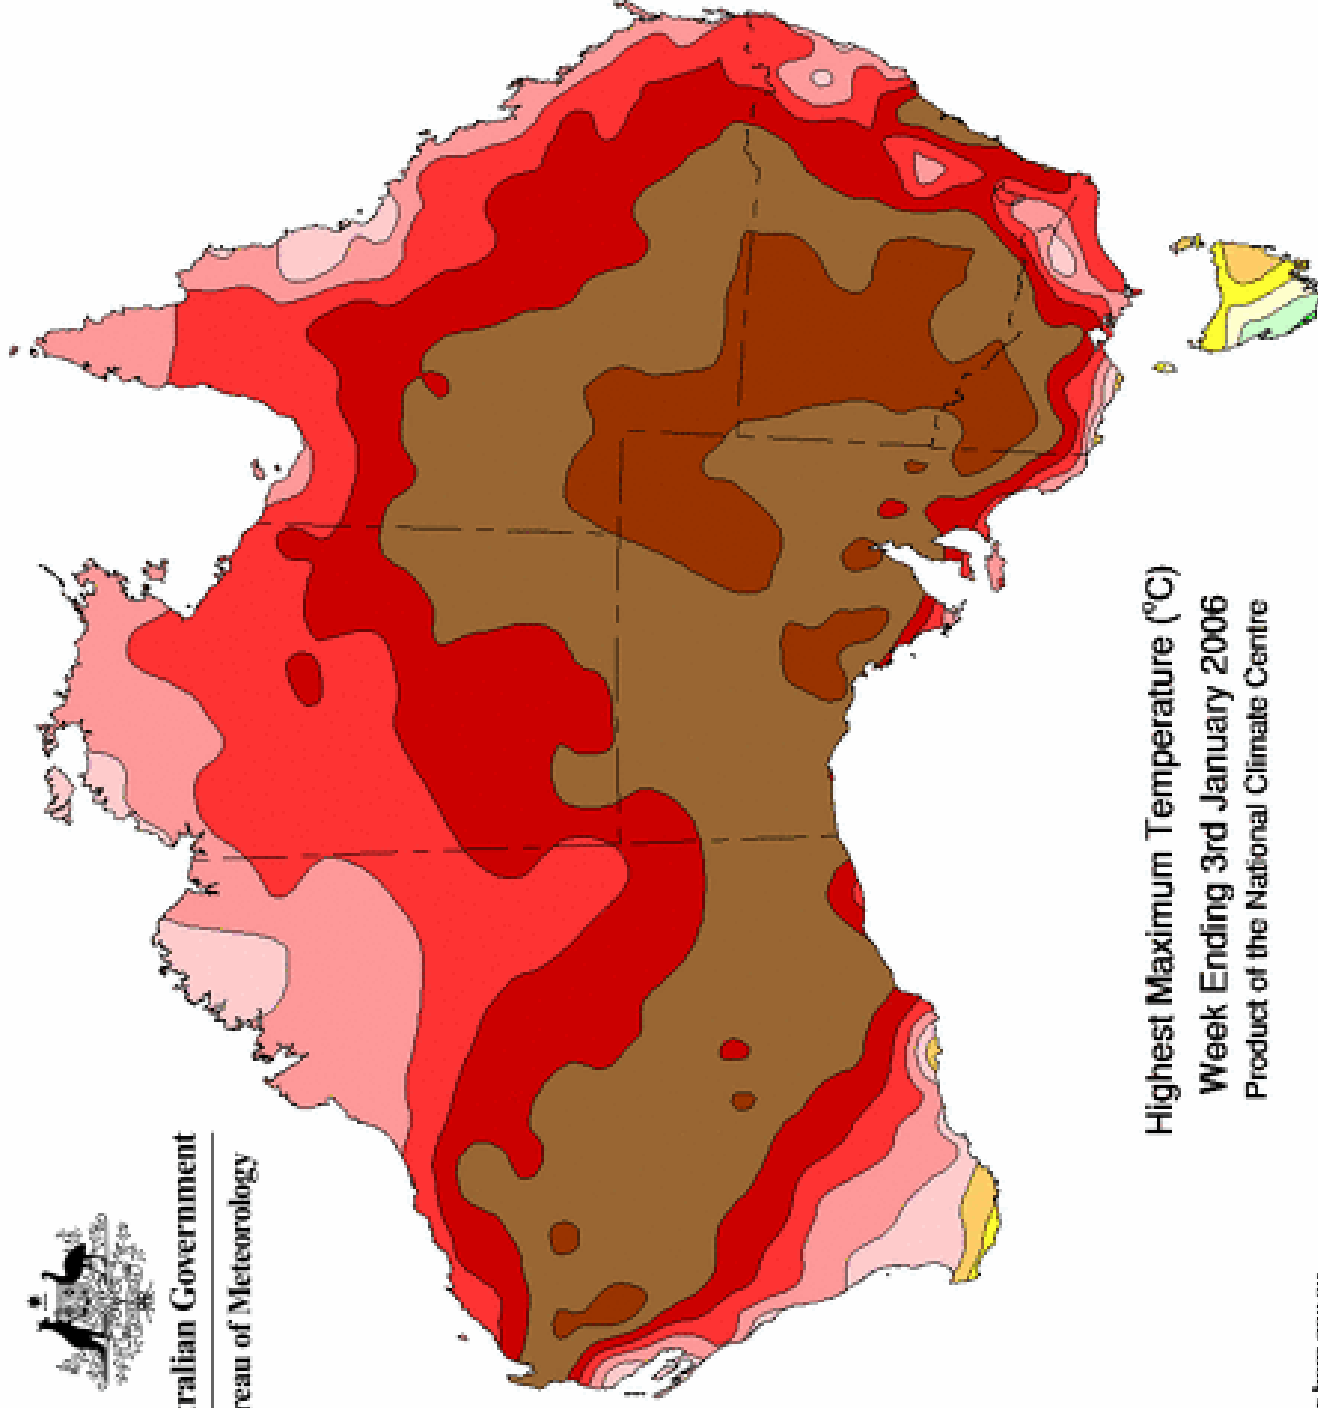 Highest Maximum Temperature (°C)
Week Ending 3rd January 2006
Product of the National Climate Centre
ralian Government
reau of Meteorology